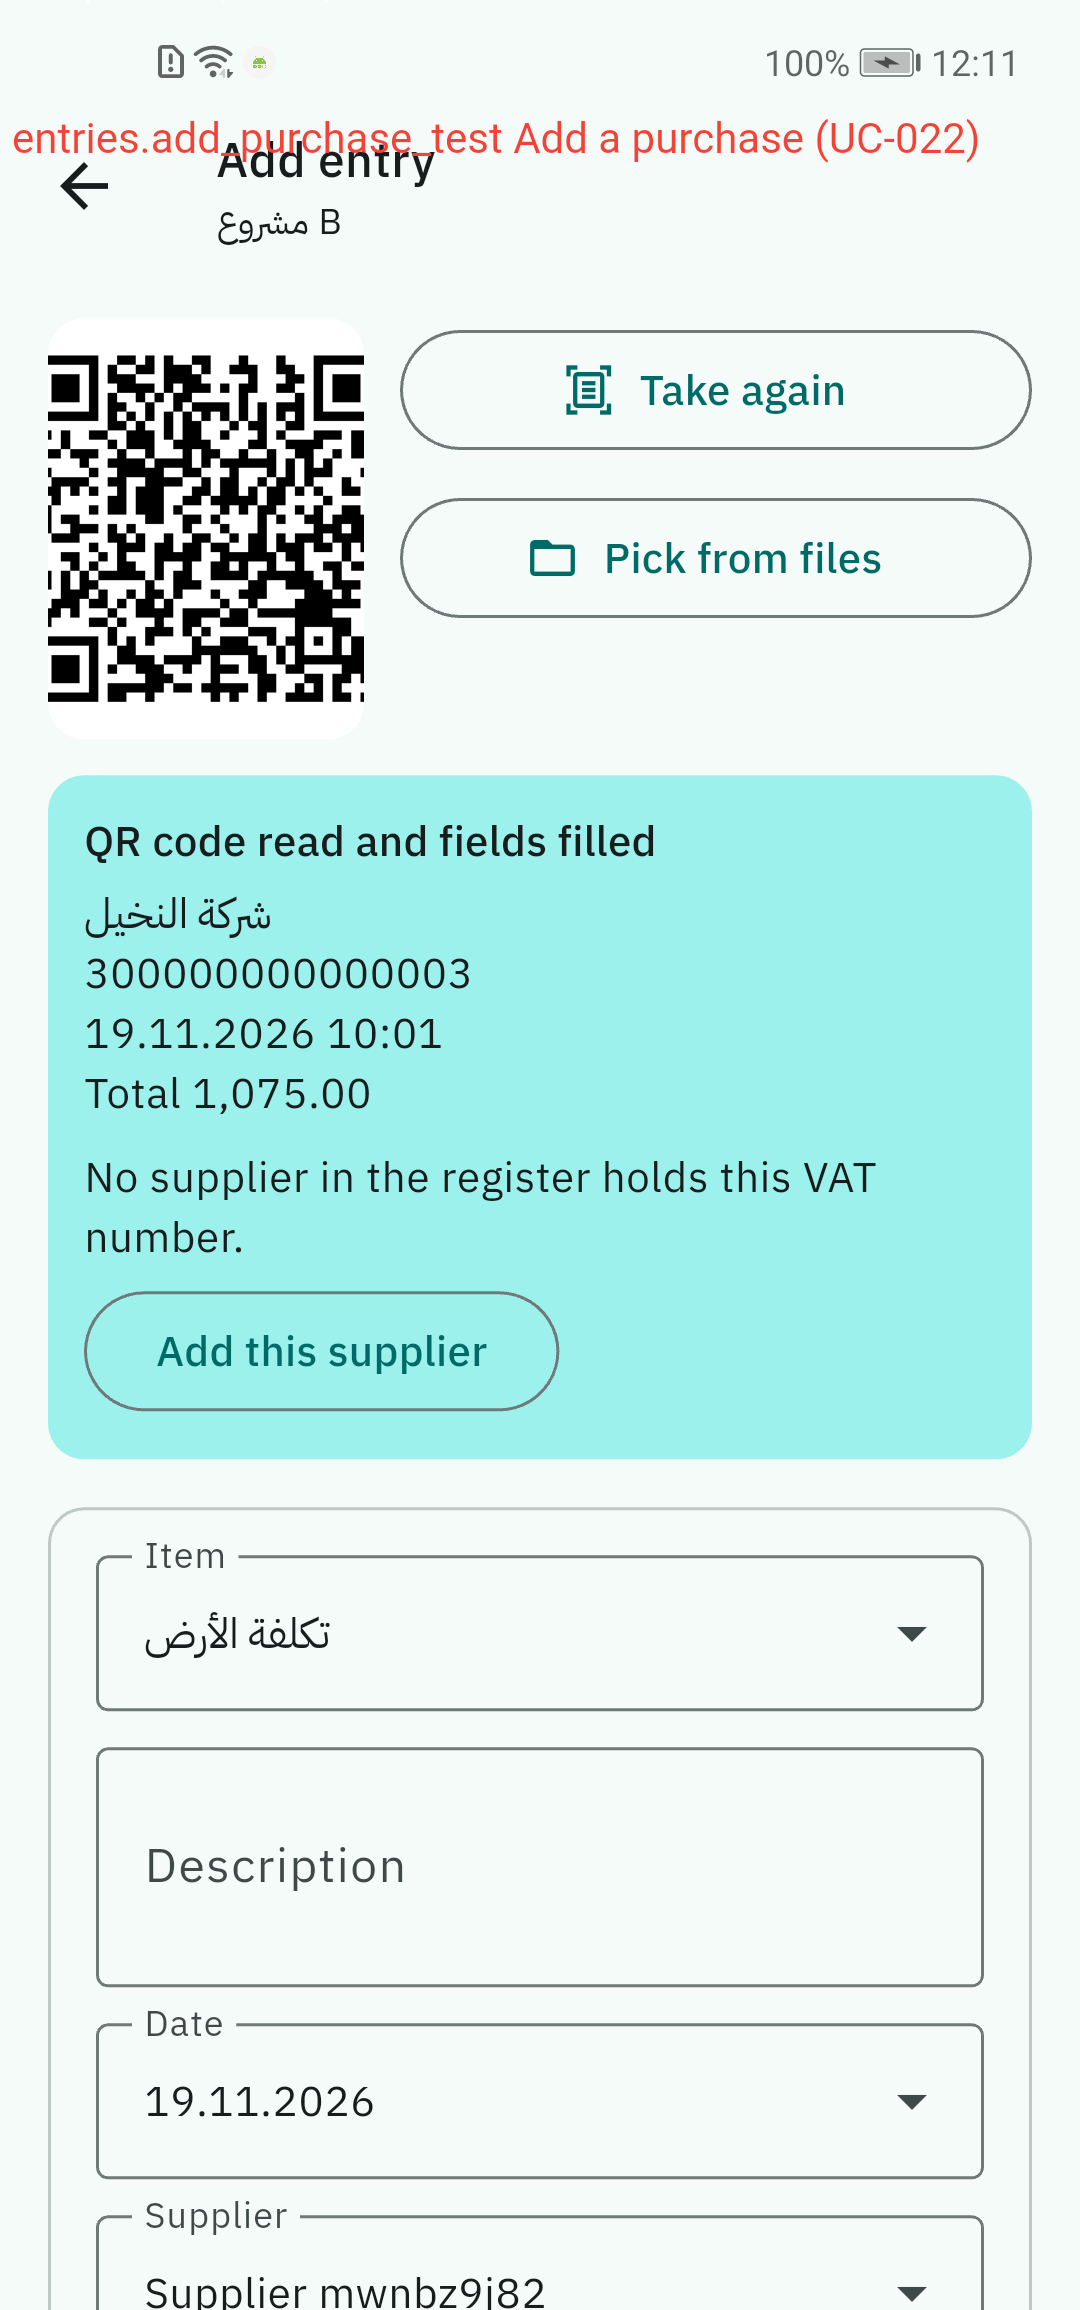 100% 12:11
entries.add_purchase_test Add a purchase (UC-022)
Add entry
مشروع B
Take again
Pick from files
QR code read and fields filled
شركة النخيل
300000000000003
19.11.2026 10:01
Total 1,075.00
No supplier in the register holds this VAT
number.
Add this supplier
Item
تكلفة الأرض
Description
Date
19.11.2026
Supplier
Supplier mwnbz9j82